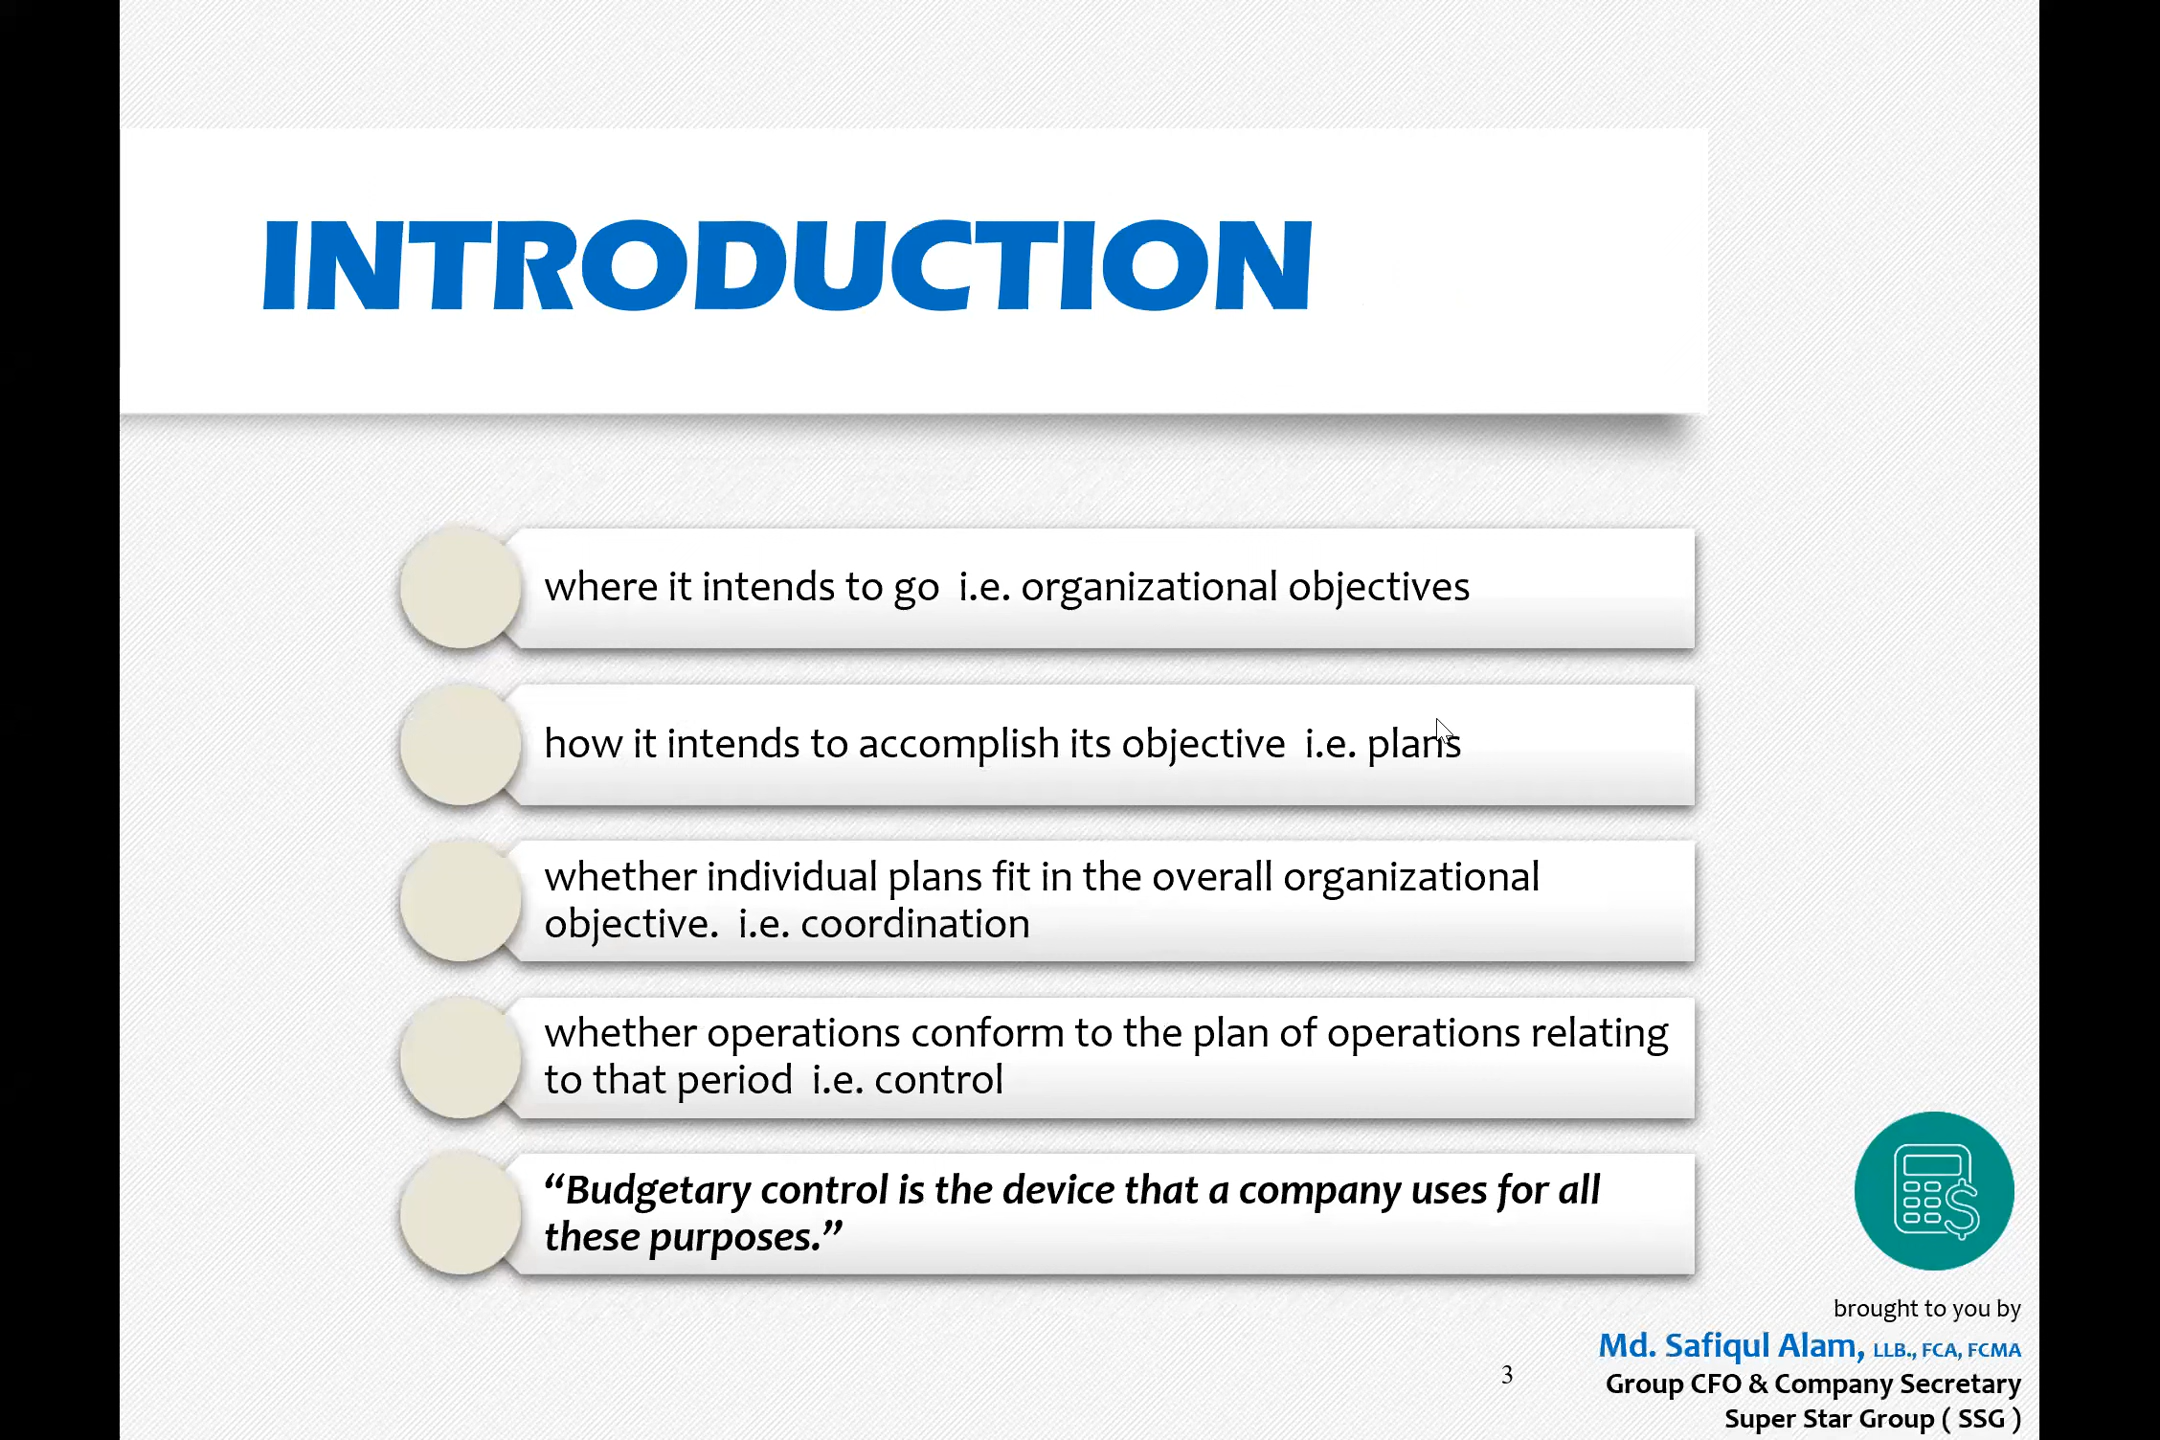 INTRODUCTION
where it intends to go  i.e. organizational objectives
how it intends to accomplish its objective  i.e. plans
whether individual plans fit in the overall organizational
objective.  i.e. coordination
whether operations conform to the plan of operations relating
to that period  i.e. control
“Budgetary control is the device that a company uses for all
these purposes.”
brought to you by
Md. Safiqul Alam, LLB., FCA, FCMA
Group CFO & Company Secretary
Super Star Group ( SSG )
3